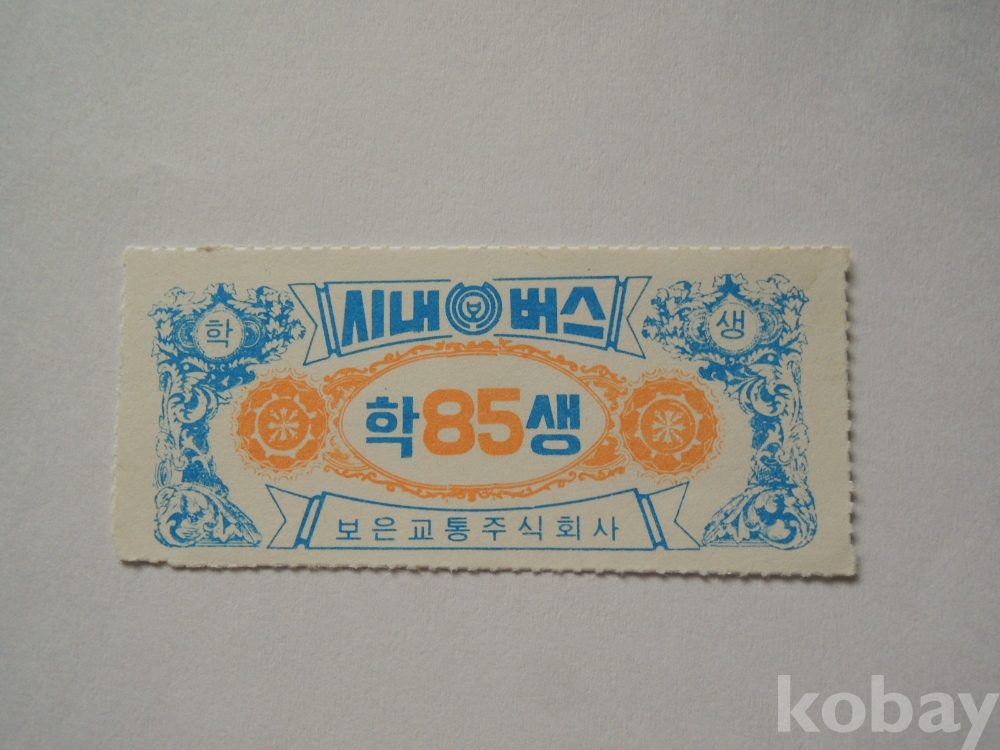 시내 보 버스
학 생
학85생
보은교통주식회사
kobay